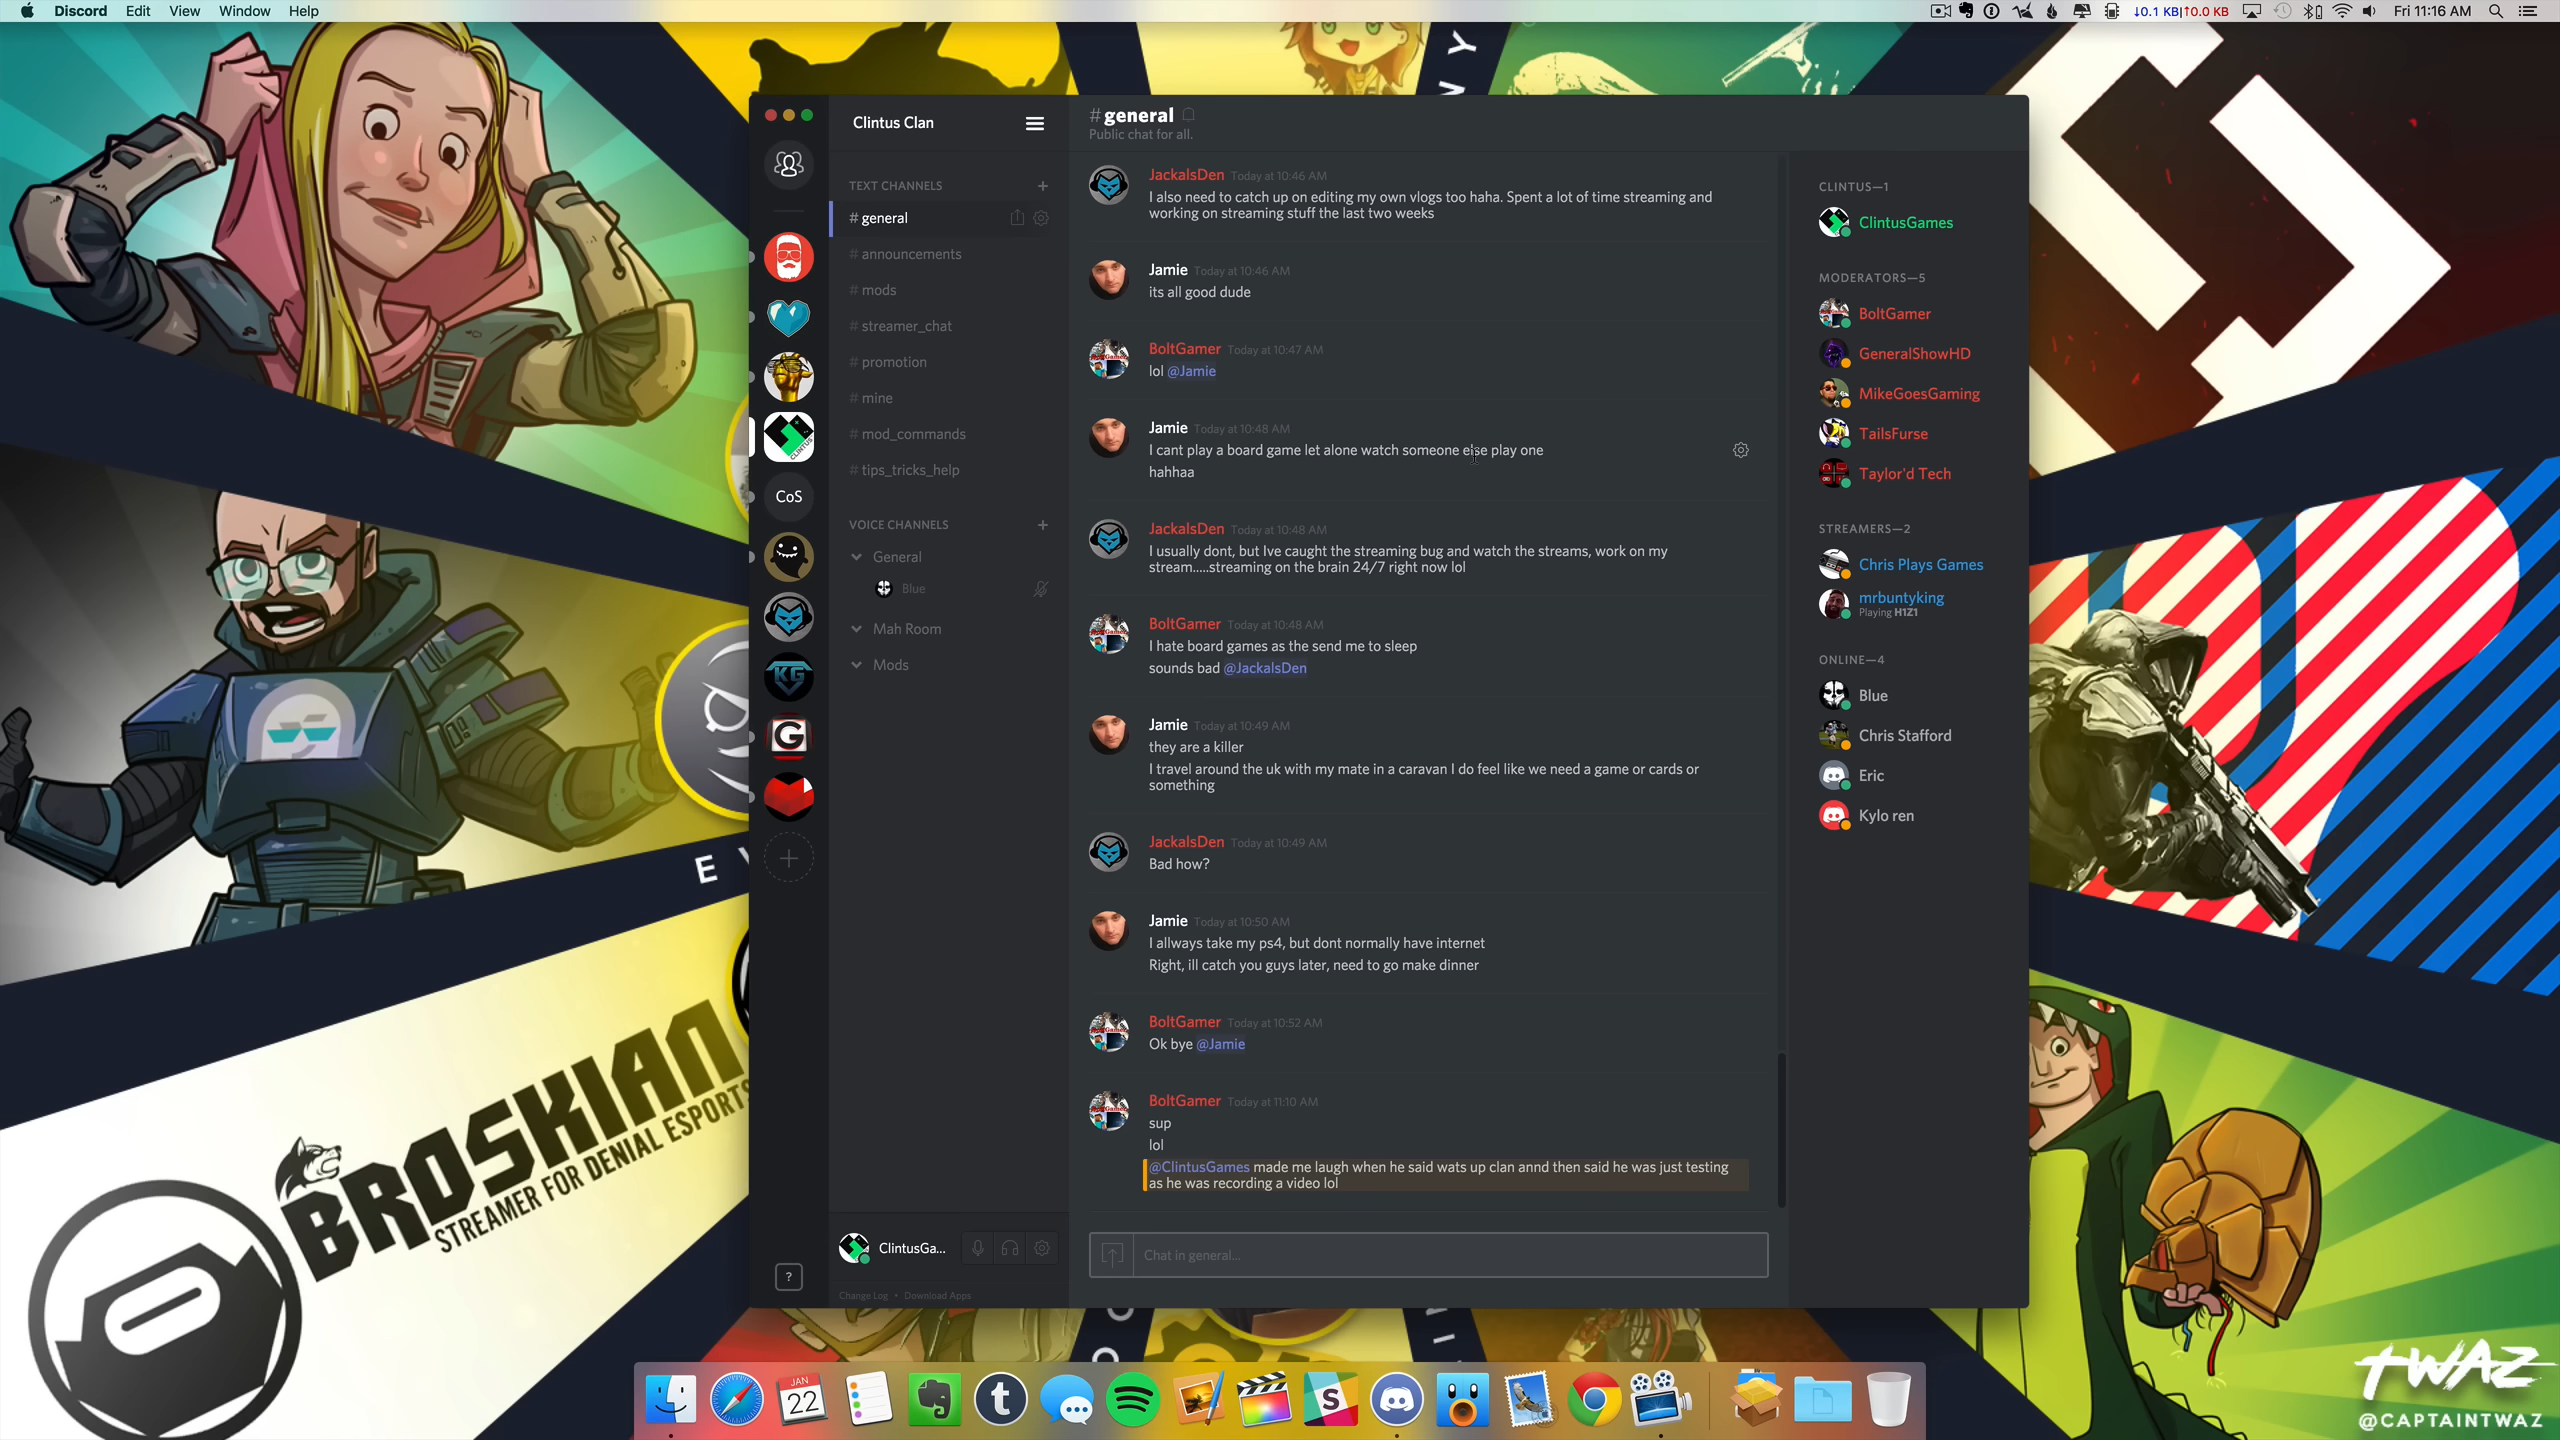 Discord Edit View Window Help
↓0.1 KB|↑0.0 KB
Fri 11:16 AM
Clintus Clan
TEXT CHANNELS
# general
# announcements
# mods
# streamer_chat
# promotion
# mine
# mod_commands
# tips_tricks_help
VOICE CHANNELS
General
Blue
Mah Room
Mods
CoS
KG
G
?
ClintusGa...
Change Log • Download Apps
#general
Public chat for all.
JackalsDen Today at 10:46 AM
I also need to catch up on editing my own vlogs too haha. Spent a lot of time streaming and
working on streaming stuff the last two weeks
Jamie Today at 10:46 AM
its all good dude
BoltGamer Today at 10:47 AM
lol @Jamie
Jamie Today at 10:48 AM
I cant play a board game let alone watch someone else play one
hahhaa
JackalsDen Today at 10:48 AM
I usually dont, but Ive caught the streaming bug and watch the streams, work on my
stream.....streaming on the brain 24/7 right now lol
BoltGamer Today at 10:48 AM
I hate board games as the send me to sleep
sounds bad @JackalsDen
Jamie Today at 10:49 AM
they are a killer
I travel around the uk with my mate in a caravan I do feel like we need a game or cards or
something
JackalsDen Today at 10:49 AM
Bad how?
Jamie Today at 10:50 AM
I allways take my ps4, but dont normally have internet
Right, ill catch you guys later, need to go make dinner
BoltGamer Today at 10:52 AM
Ok bye @Jamie
BoltGamer Today at 11:10 AM
sup
lol
@ClintusGames made me laugh when he said wats up clan annd then said he was just testing
as he was recording a video lol
Chat in general...
CLINTUS—1
ClintusGames
MODERATORS—5
BoltGamer
GeneralShowHD
MikeGoesGaming
TailsFurse
Taylor'd Tech
STREAMERS—2
Chris Plays Games
mrbuntyking
Playing H1Z1
ONLINE—4
Blue
Chris Stafford
Eric
Kylo ren
BROSKIAN
STREAMER FOR DENIAL ESPORTS
JAN
22
TWAZ
@CAPTAINTWAZ